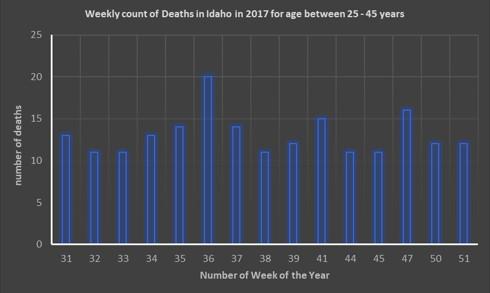 Weekly count of Deaths in Idaho in 2017 for age between 25 - 45 years
number of deaths
25
20
15
10
5
0
31 32 33 34 35 36 37 38 39 41 44 45 47 50 51
Number of Week of the Year